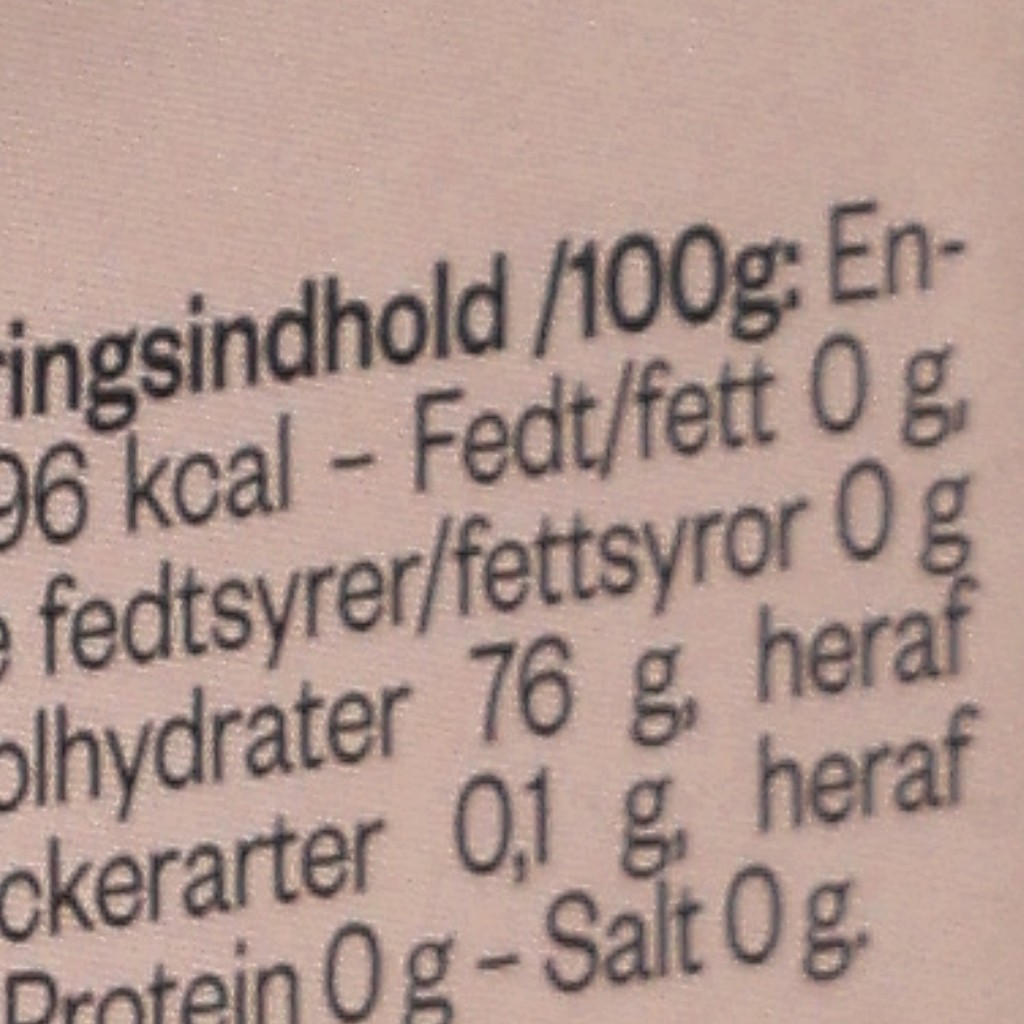 ringsindhold /100g: En-
96 kcal – Fedt/fett 0 g,
fedtsyrer/fettsyror 0 g
olhydrater 76 g, heraf
ckerarter 0,1 g, heraf
Protein 0 g – Salt 0 g.